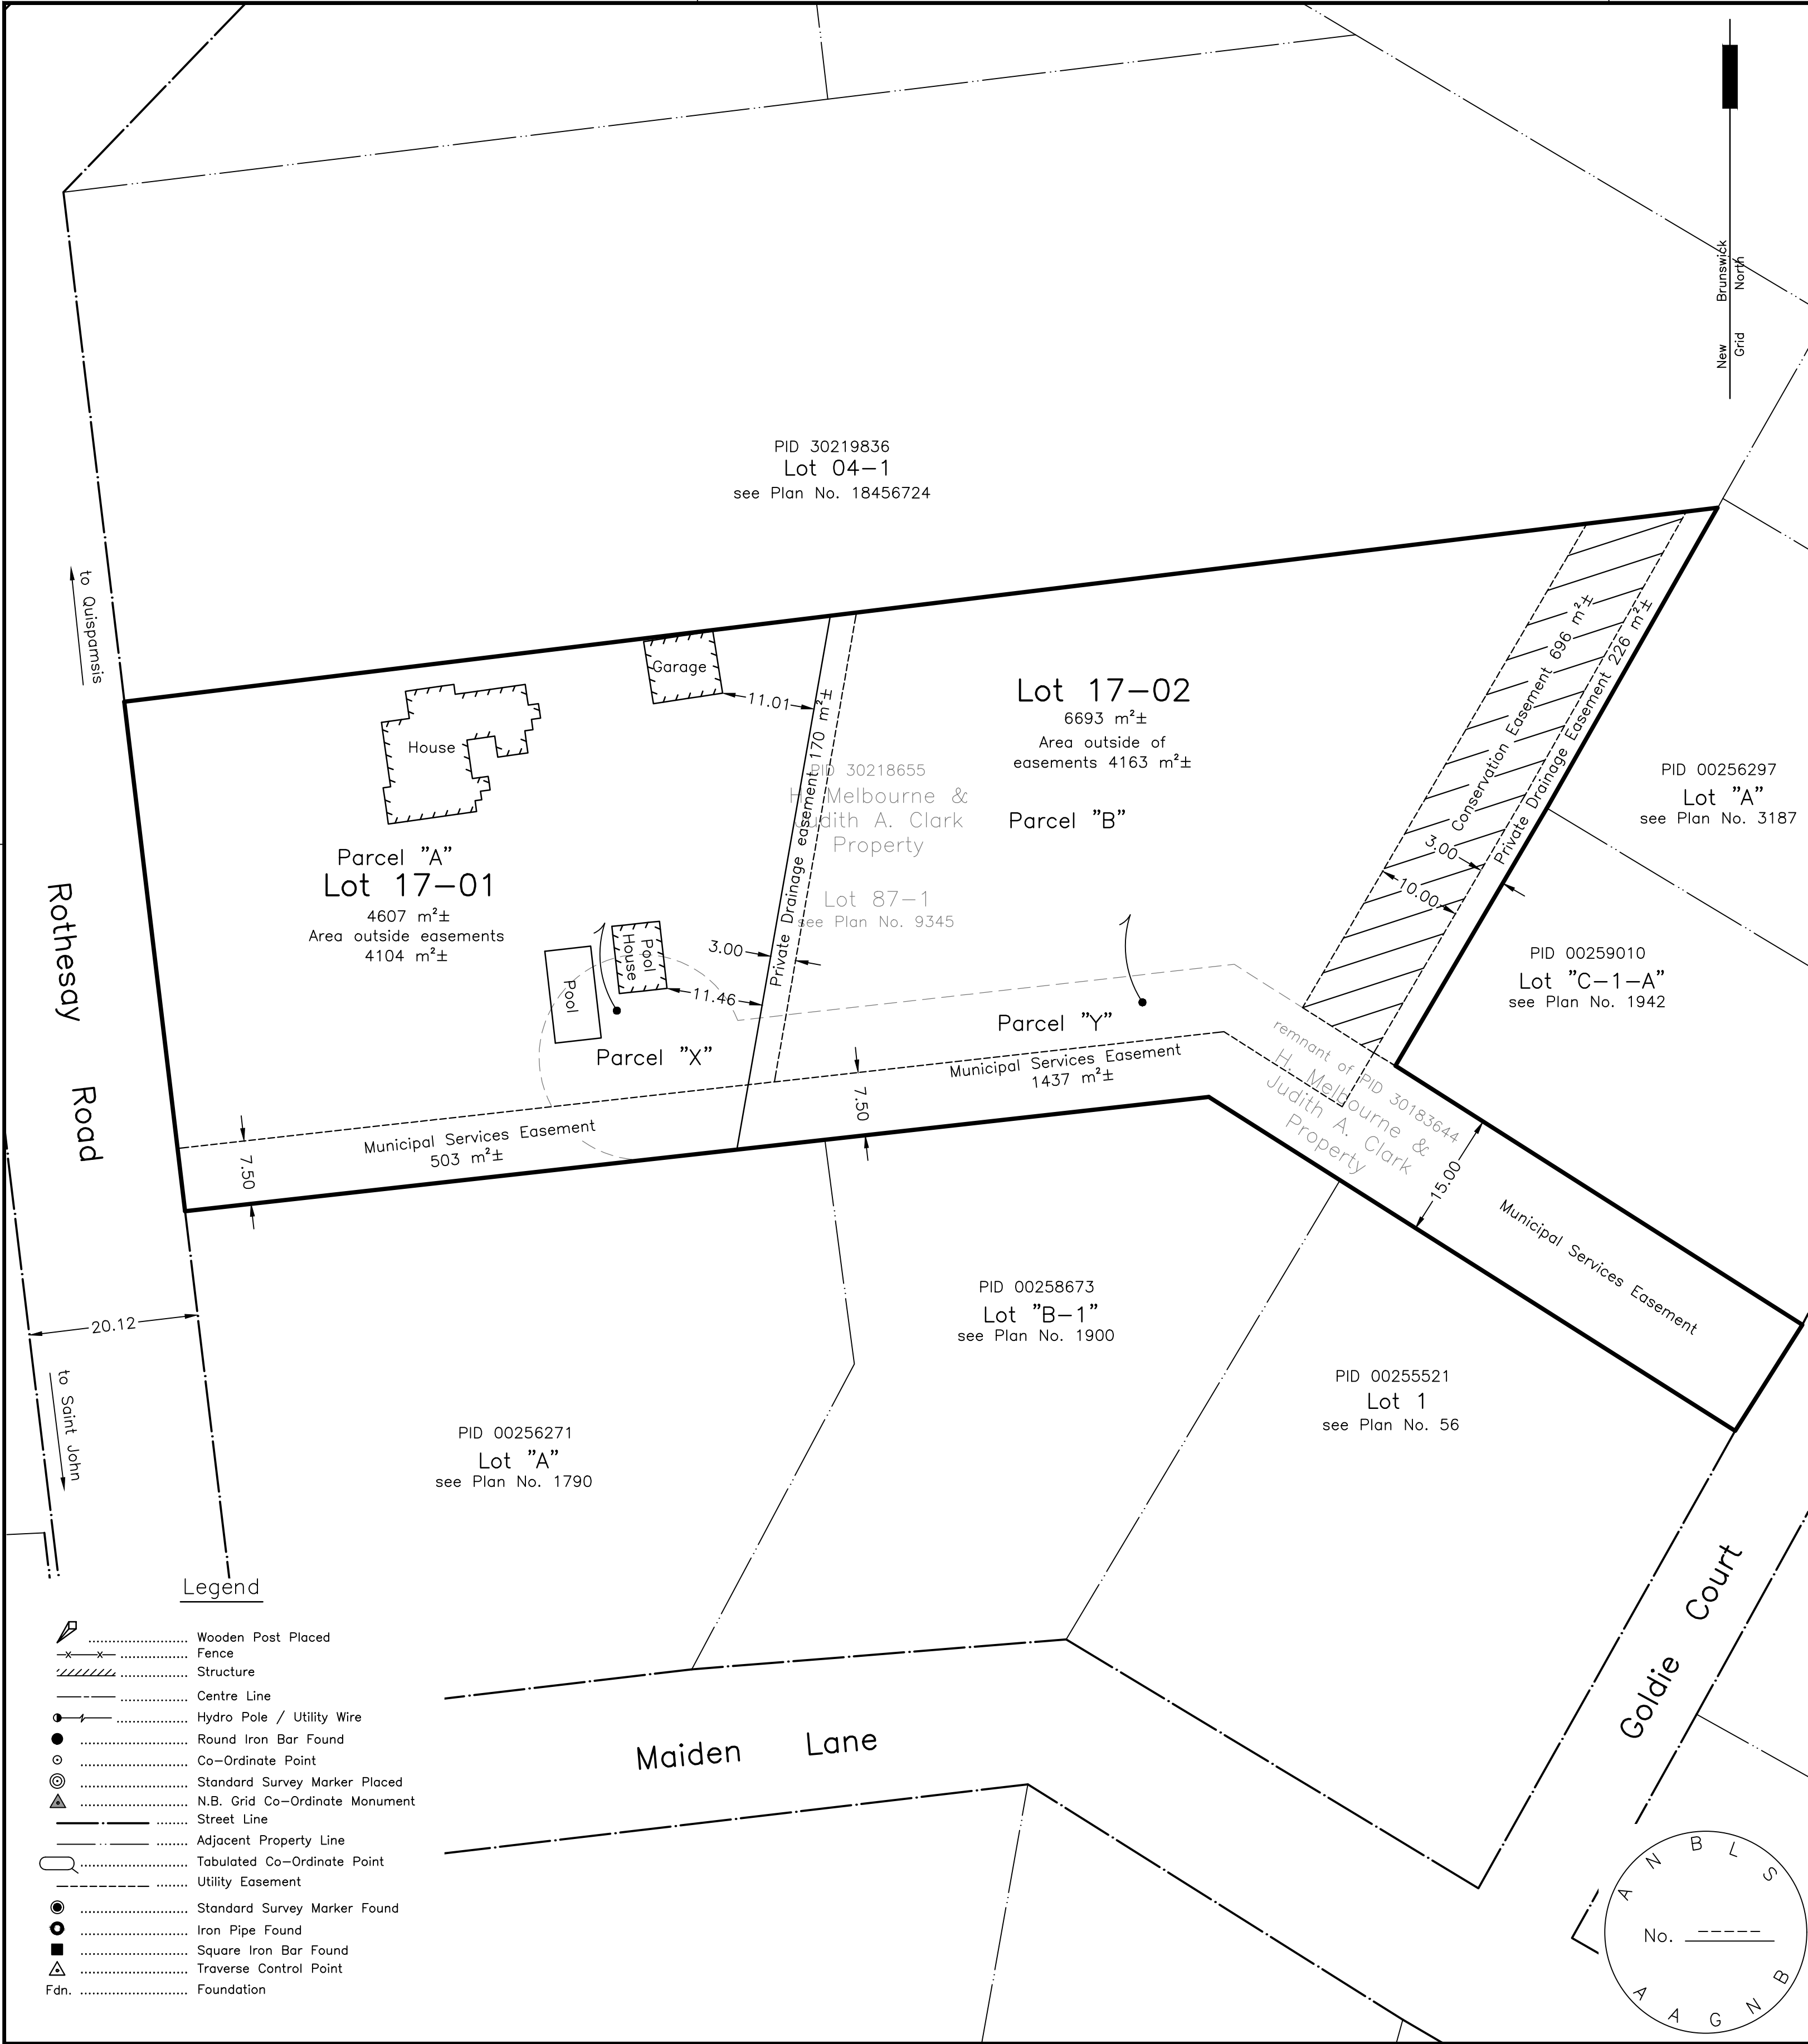 New Brunswick
Grid North
PID 30219836
Lot 04-1
see Plan No. 18456724
to Quispamsis
Garage
11.01
House
Lot 17-02
6693 m²±
Area outside of
easements 4163 m²±
Parcel "B"
Conservation Easement 696 m²±
Private Drainage Easement 226 m²±
3.00
10.00
Private Drainage easement 170 m²±
PID 30218655
H. Melbourne &
Judith A. Clark
Property
Lot 87-1
see Plan No. 9345
PID 00256297
Lot "A"
see Plan No. 3187
Parcel "A"
Lot 17-01
4607 m²±
Area outside easements
4104 m²±
Rothesay Road
Pool
House
Pool
3.00
11.46
PID 00259010
Lot "C-1-A"
see Plan No. 1942
Parcel "X"
Parcel "Y"
Municipal Services Easement
1437 m²±
7.50
Municipal Services Easement
503 m²±
7.50
remnant of PID 30183644
H. Melbourne &
Judith A. Clark
Property
15.00
Municipal Services Easement
20.12
to Saint John
PID 00258673
Lot "B-1"
see Plan No. 1900
PID 00255521
Lot 1
see Plan No. 56
PID 00256271
Lot "A"
see Plan No. 1790
Maiden Lane
Goldie Court
Legend
Wooden Post Placed
Fence
Structure
Centre Line
Hydro Pole / Utility Wire
Round Iron Bar Found
Co-Ordinate Point
Standard Survey Marker Placed
N.B. Grid Co-Ordinate Monument
Street Line
Adjacent Property Line
Tabulated Co-Ordinate Point
Utility Easement
Standard Survey Marker Found
Iron Pipe Found
Square Iron Bar Found
Traverse Control Point
Fdn. Foundation
A N B L S
No. -----
A A G N B